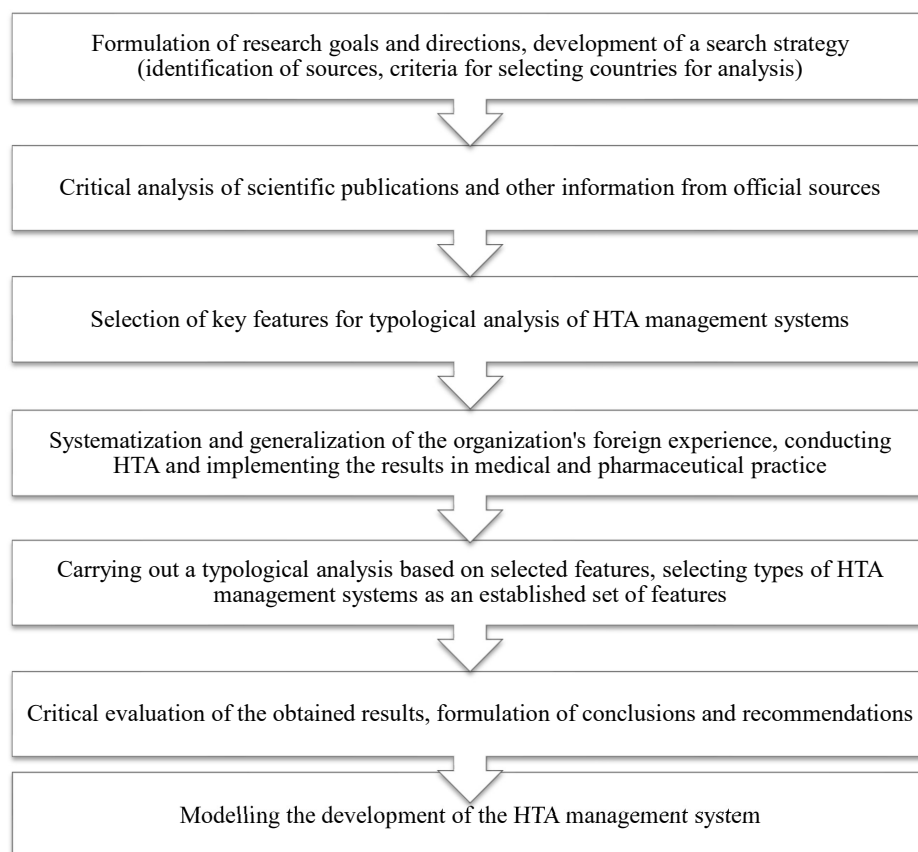 Formulation of research goals and directions, development of a search strategy
(identification of sources, criteria for selecting countries for analysis)
Critical analysis of scientific publications and other information from official sources
Selection of key features for typological analysis of HTA management systems
Systematization and generalization of the organization's foreign experience, conducting
HTA and implementing the results in medical and pharmaceutical practice
Carrying out a typological analysis based on selected features, selecting types of HTA
management systems as an established set of features
Critical evaluation of the obtained results, formulation of conclusions and recommendations
Modelling the development of the HTA management system